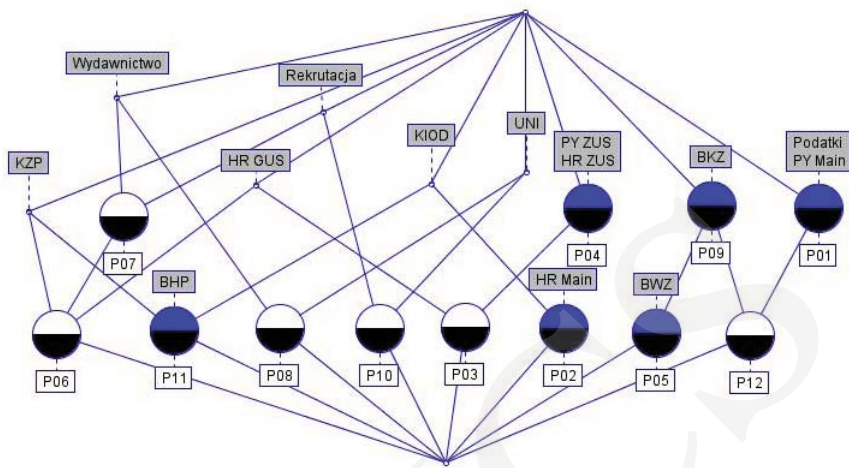 Wydawnictwo
Rekrutacja
KZP
HR GUS
KIOD
UNI
PY ZUS
HR ZUS
BKZ
Podatki
PY Main
P07
P04
P09
P01
BHP
HR Main
BWZ
P06
P11
P08
P10
P03
P02
P05
P12